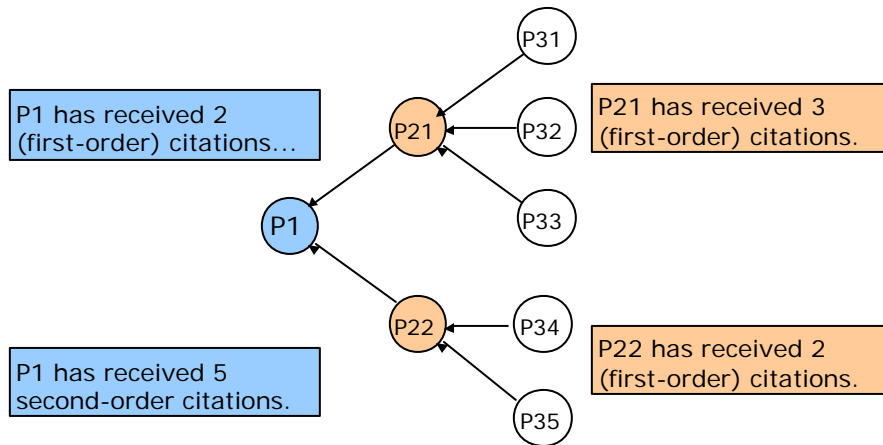 P31
P1 has received 2
(first-order) citations...
P21
P32
P21 has received 3
(first-order) citations.
P33
P1
P22
P34
P1 has received 5
second-order citations.
P22 has received 2
(first-order) citations.
P35